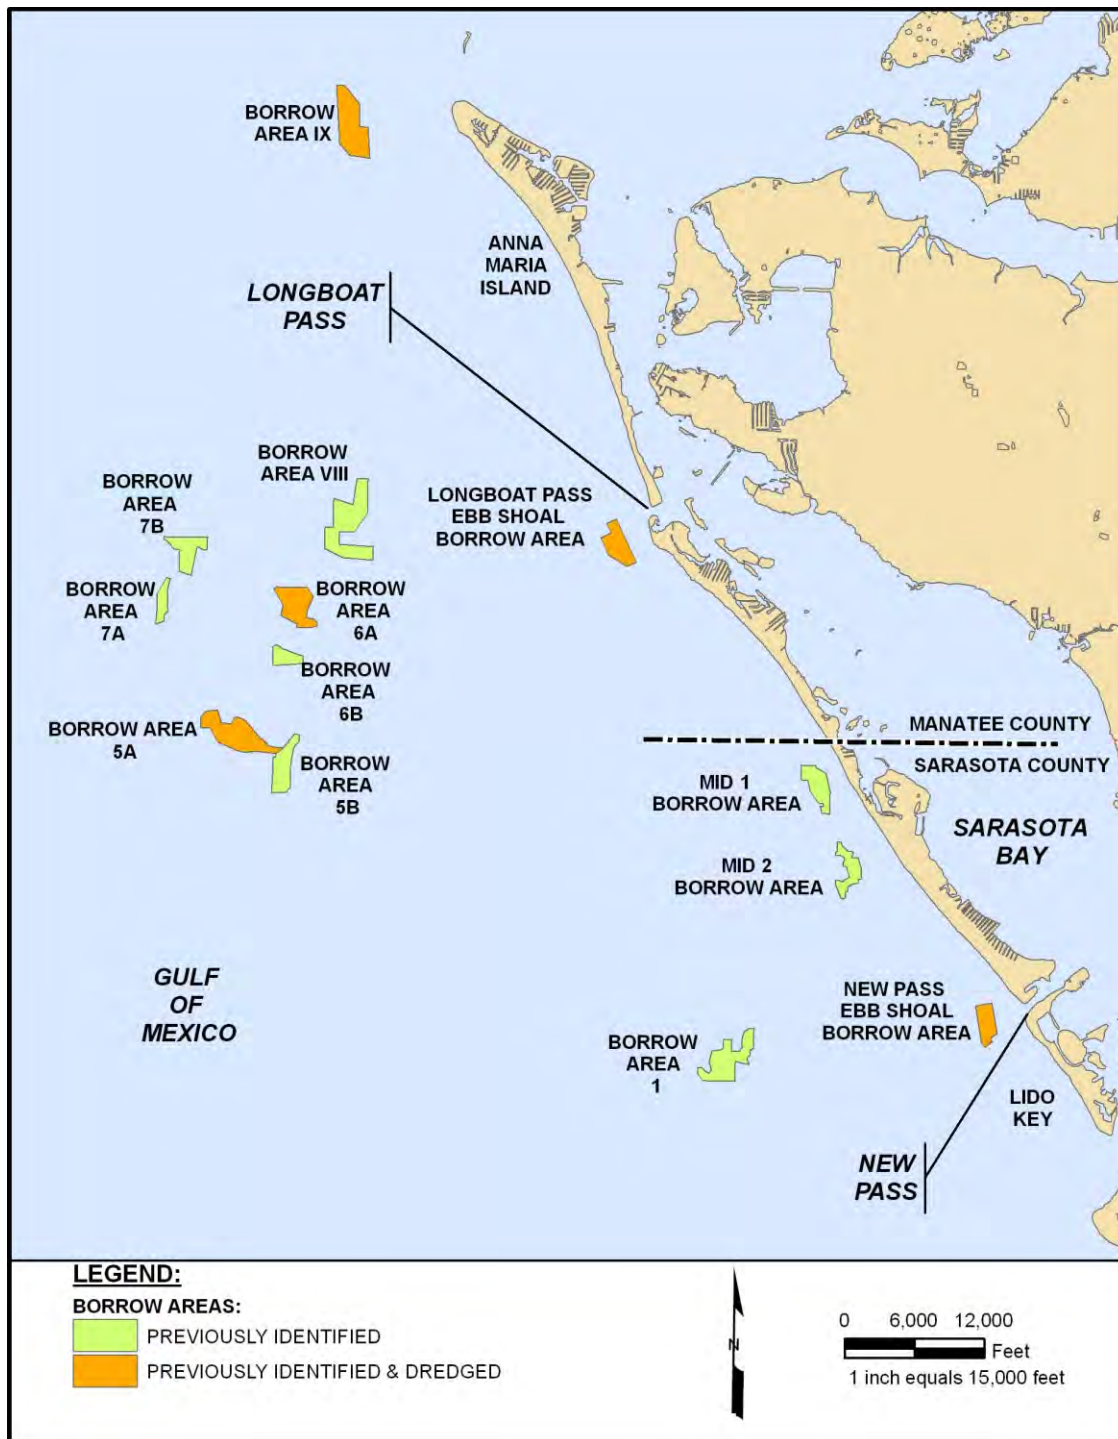 BORROW
AREA IX
ANNA
MARIA
ISLAND
LONGBOAT
PASS
BORROW
AREA VIII
BORROW
AREA
7B
LONGBOAT PASS
EBB SHOAL
BORROW AREA
BORROW
AREA
7A
BORROW
AREA
6A
BORROW
AREA
6B
BORROW AREA
5A
BORROW
AREA
5B
MANATEE COUNTY
SARASOTA COUNTY
MID 1
BORROW AREA
SARASOTA
BAY
MID 2
BORROW AREA
GULF
OF
MEXICO
NEW PASS
EBB SHOAL
BORROW AREA
BORROW
AREA
1
LIDO
KEY
NEW
PASS
LEGEND:
BORROW AREAS:
PREVIOUSLY IDENTIFIED
PREVIOUSLY IDENTIFIED & DREDGED
N
0 6,000 12,000
Feet
1 inch equals 15,000 feet